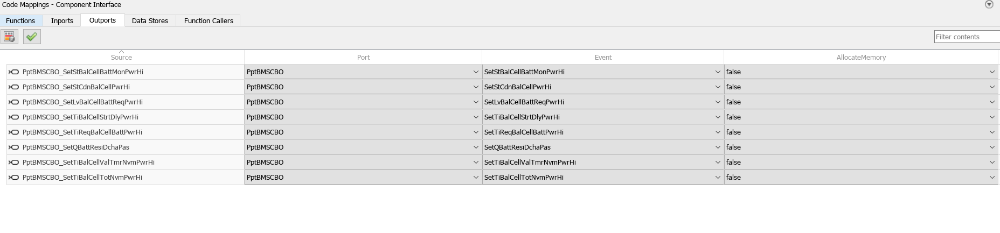 Code Mappings - Component Interface
Functions Inports Outports Data Stores Function Callers
Filter contents
Source Port Event AllocateMemory
PptBMSCBO_SetStBalCellBattMonPwrHi PptBMSCBO SetStBalCellBattMonPwrHi false
PptBMSCBO_SetStCdnBalCellPwrHi PptBMSCBO SetStCdnBalCellPwrHi false
PptBMSCBO_SetLvBalCellBattReqPwrHi PptBMSCBO SetLvBalCellBattReqPwrHi false
PptBMSCBO_SetTiBalCellStrtDlyPwrHi PptBMSCBO SetTiBalCellStrtDlyPwrHi false
PptBMSCBO_SetTiReqBalCellBattPwrHi PptBMSCBO SetTiReqBalCellBattPwrHi false
PptBMSCBO_SetQBattResiDchaPas PptBMSCBO SetQBattResiDchaPas false
PptBMSCBO_SetTiBalCellValTmrNvmPwrHi PptBMSCBO SetTiBalCellValTmrNvmPwrHi false
PptBMSCBO_SetTiBalCellTotNvmPwrHi PptBMSCBO SetTiBalCellTotNvmPwrHi false